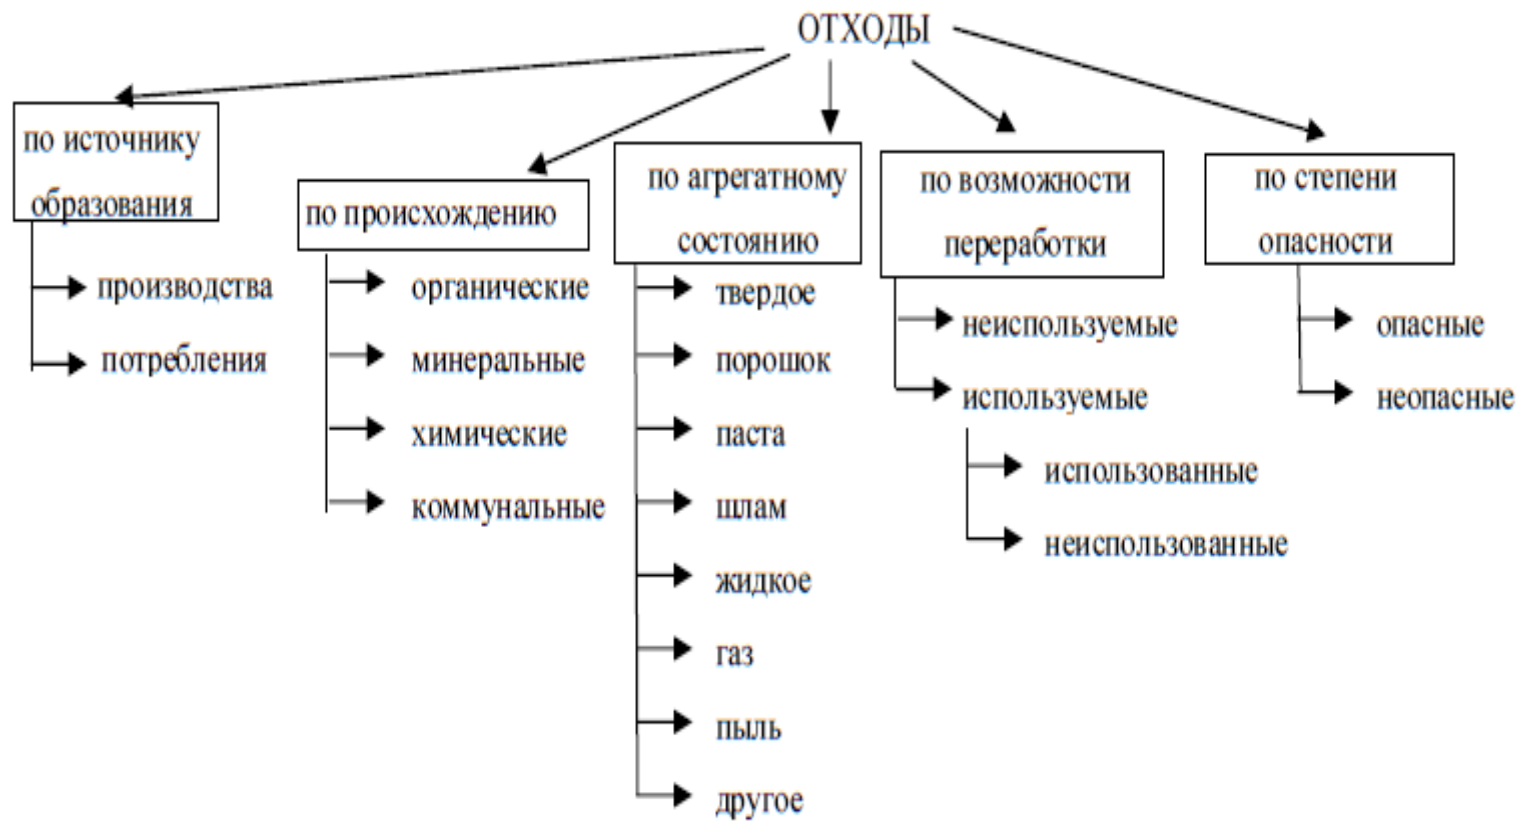 ОТХОДЫ
по источнику
образования
производства
потребления
по происхождению
органические
минеральные
химические
коммунальные
по агрегатному
состоянию
твердое
порошок
паста
шлам
жидкое
газ
пыль
другое
по возможности
переработки
неиспользуемые
используемые
использованные
неиспользованные
по степени
опасности
опасные
неопасные